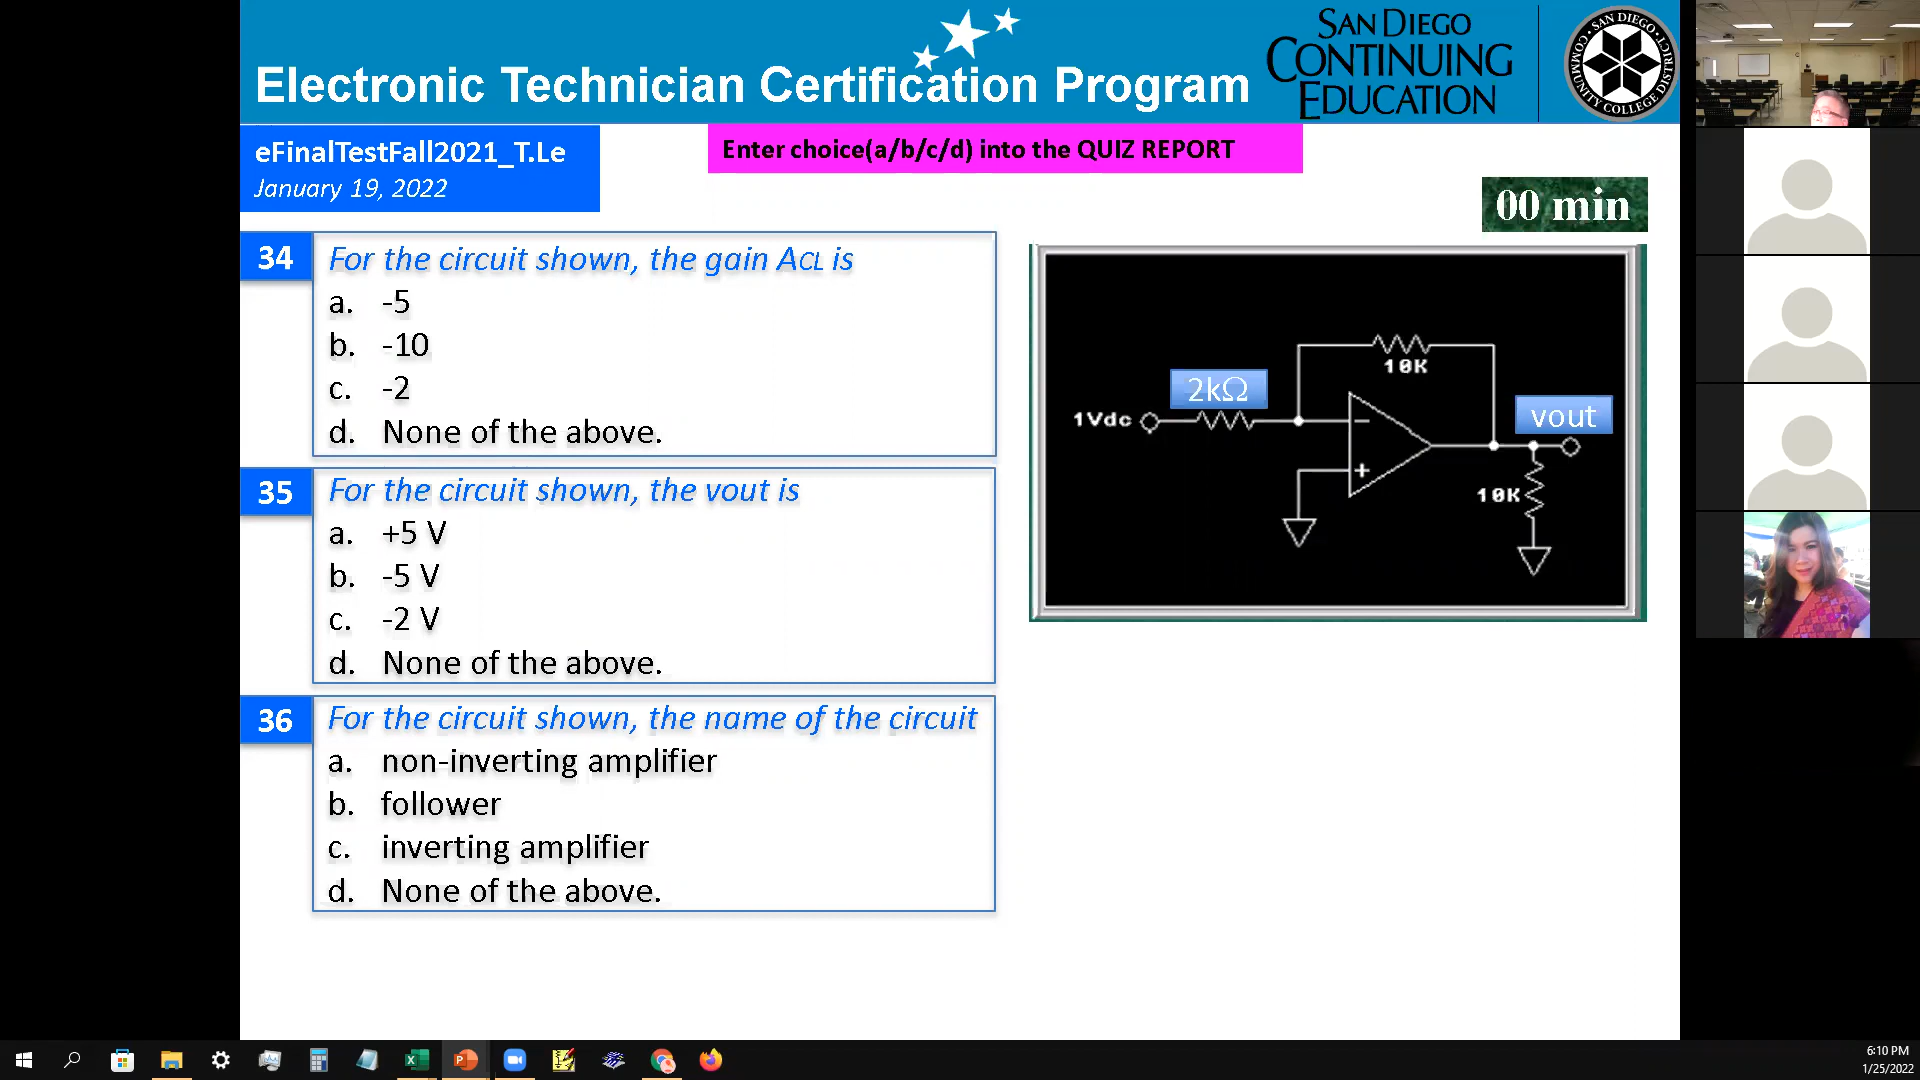 SAN DIEGO
CONTINUING
EDUCATION
SAN DIEGO
COMMUNITY COLLEGE DISTRICT
Electronic Technician Certification Program
eFinalTestFall2021_T.Le
January 19, 2022
Enter choice(a/b/c/d) into the QUIZ REPORT
00 min
34
For the circuit shown, the gain ACL is
a. -5
b. -10
c. -2
d. None of the above.
35
For the circuit shown, the vout is
a. +5 V
b. -5 V
c. -2 V
d. None of the above.
36
For the circuit shown, the name of the circuit
a. non-inverting amplifier
b. follower
c. inverting amplifier
d. None of the above.
10K
2kΩ
1Vdc
vout
-
+
10K
6:10 PM
1/25/2022